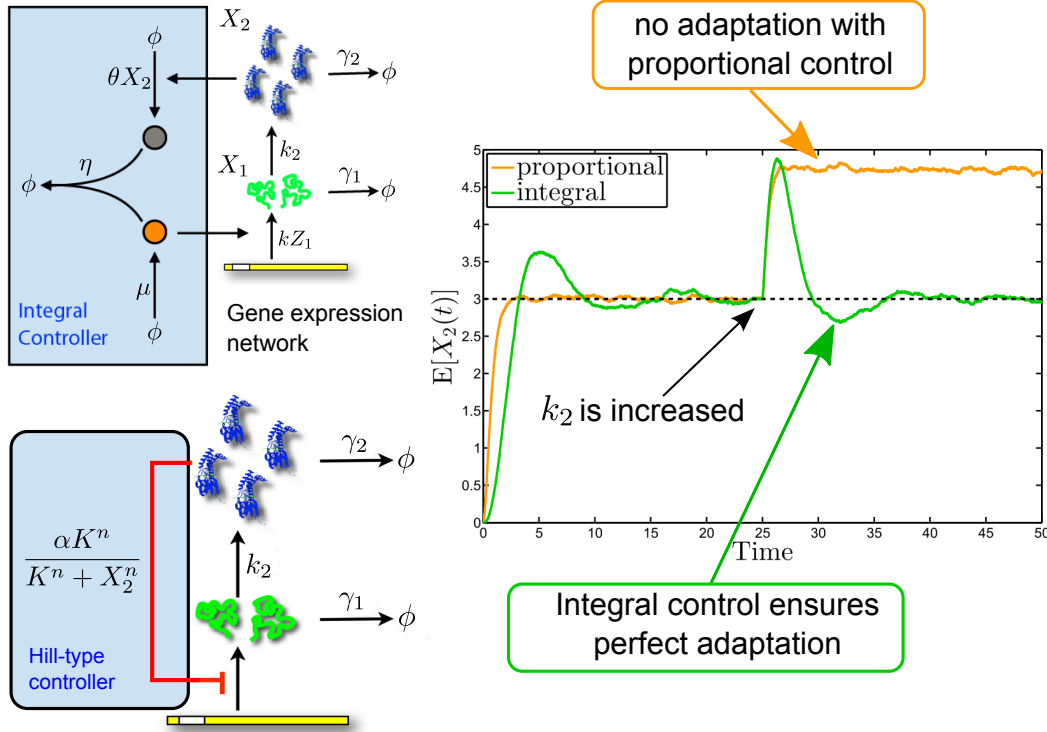 ϕ
X₂
γ₂
ϕ
θX₂
k₂
η
X₁
γ₁
ϕ
ϕ
kZ₁
μ
ϕ
Integral
Controller
Gene expression
network
γ₂
ϕ
αKⁿ
Kⁿ + X₂ⁿ
k₂
γ₁
ϕ
Hill-type
controller
no adaptation with
proportional control
proportional
integral
5
4.5
4
3.5
3
2.5
2
1.5
1
0.5
0
E[X₂(t)]
0
5
10
15
20
25
30
35
40
45
50
Time
k₂ is increased
Integral control ensures
perfect adaptation